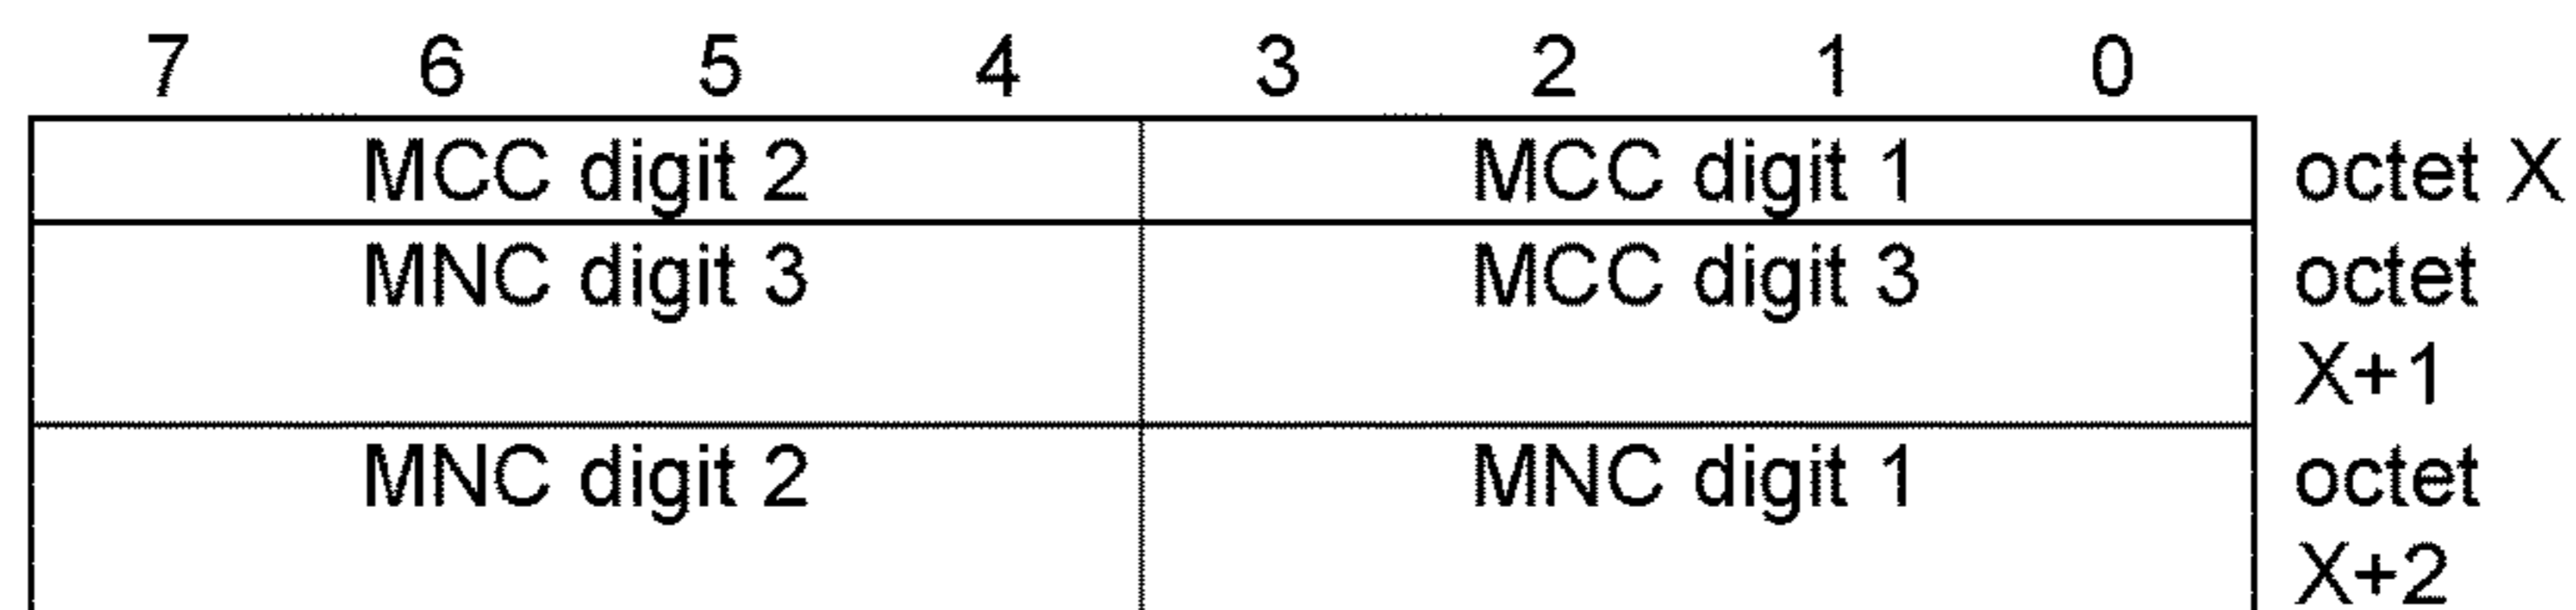 7 6 5 4 3 2 1 0
MCC digit 2 MCC digit 1 octet X
MNC digit 3 MCC digit 3 octet
X+1
MNC digit 2 MNC digit 1 octet
X+2